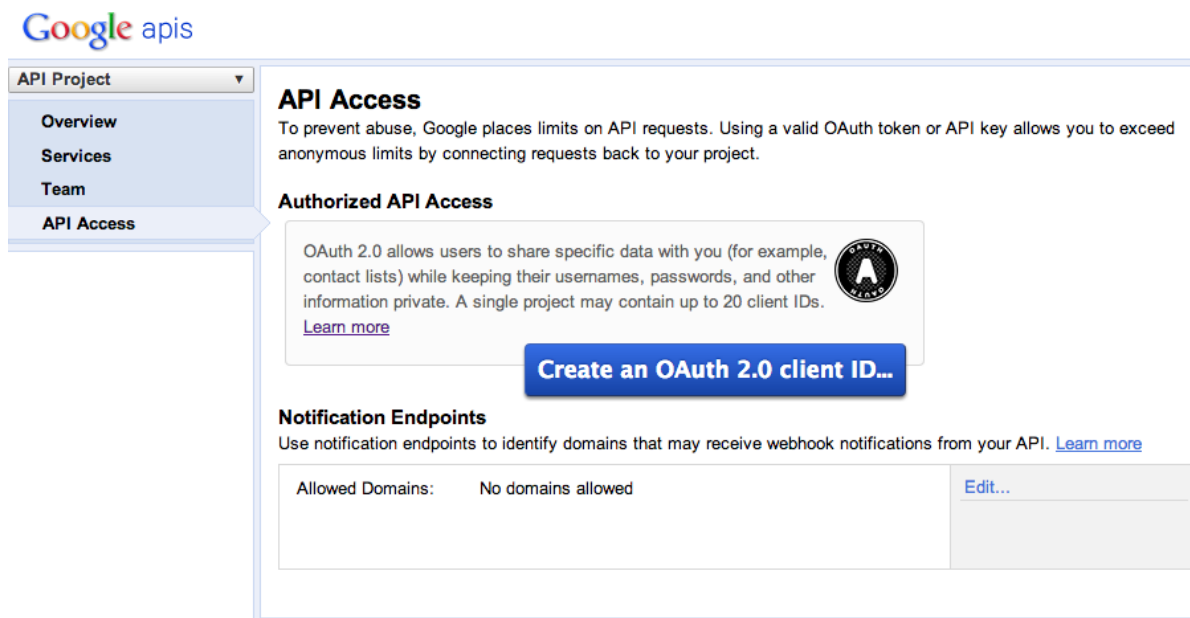 Google apis
API Project
Overview
Services
Team
API Access
API Access
To prevent abuse, Google places limits on API requests. Using a valid OAuth token or API key allows you to exceed
anonymous limits by connecting requests back to your project.
Authorized API Access
OAuth 2.0 allows users to share specific data with you (for example,
contact lists) while keeping their usernames, passwords, and other
information private. A single project may contain up to 20 client IDs.
Learn more
OAUTH
A
OAUTH
Create an OAuth 2.0 client ID...
Notification Endpoints
Use notification endpoints to identify domains that may receive webhook notifications from your API. Learn more
Allowed Domains: No domains allowed
Edit...